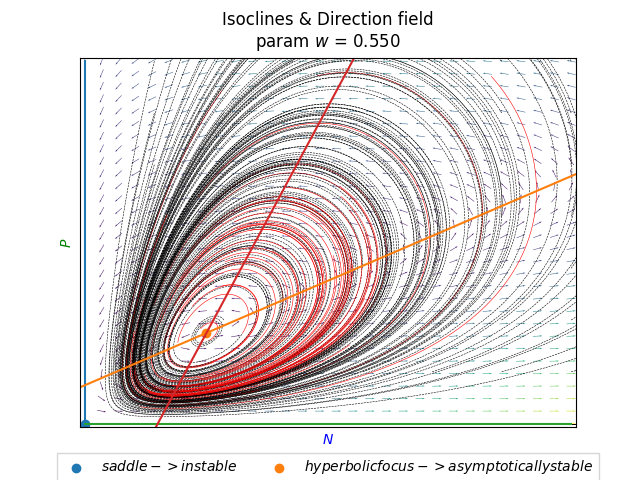 Isoclines & Direction field
param w = 0.550
P
N
saddle−>instable
hyperbolicfocus−>asymptoticallystable